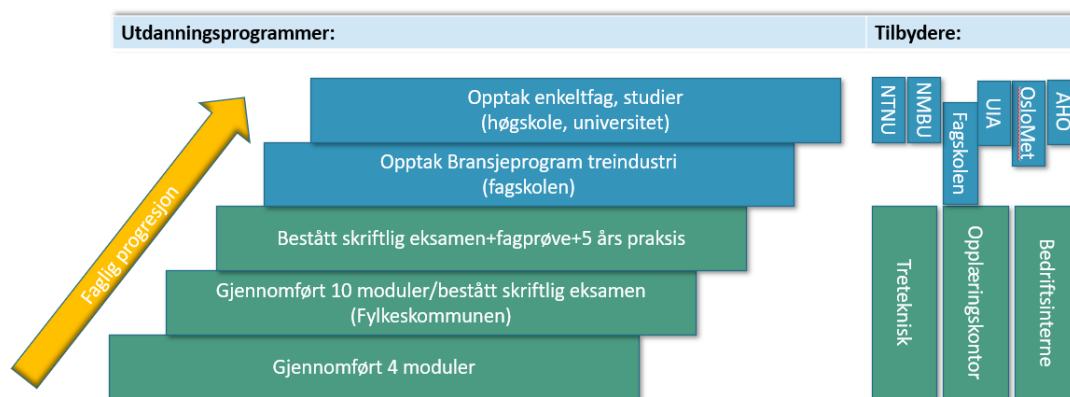 Utdanningsprogrammer:
Tilbydere:
Opptak enkeltfag, studier
(høgskole, universitet)
Opptak Bransjeprogram treindustri
(fagskolen)
Bestått skriftlig eksamen+fagprøve+5 års praksis
Gjennomført 10 moduler/bestått skriftlig eksamen
(Fylkeskommunen)
Gjennomført 4 moduler
Faglig progresjon
NTNU
NMBU
Fagskolen
UIA
OsloMet
AHO
Treteknisk
Opplæringskontor
Bedriftsinterne